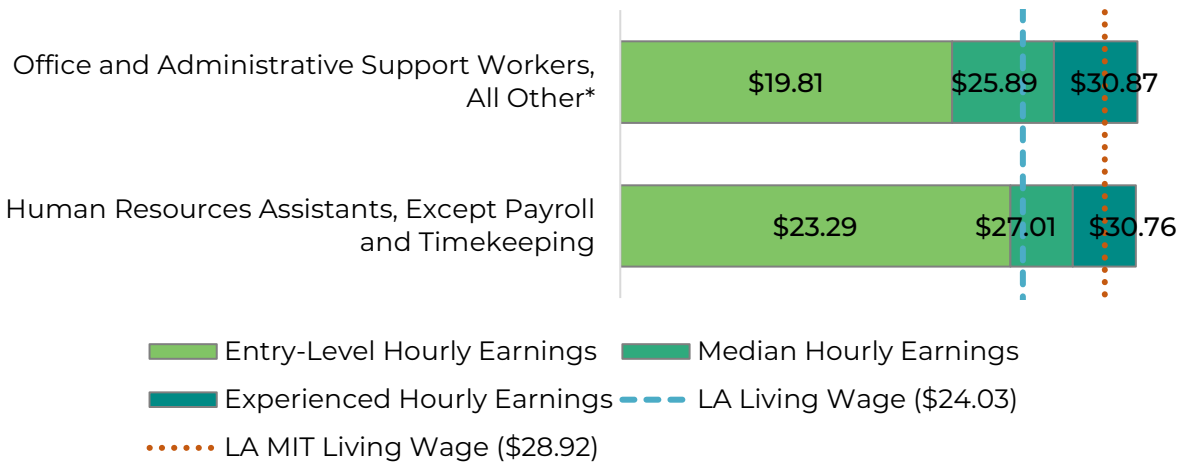 Office and Administrative Support Workers,
All Other*
$19.81
$25.89
$30.87
Human Resources Assistants, Except Payroll
and Timekeeping
$23.29
$27.01
$30.76
Entry-Level Hourly Earnings
Median Hourly Earnings
Experienced Hourly Earnings
LA Living Wage ($24.03)
LA MIT Living Wage ($28.92)